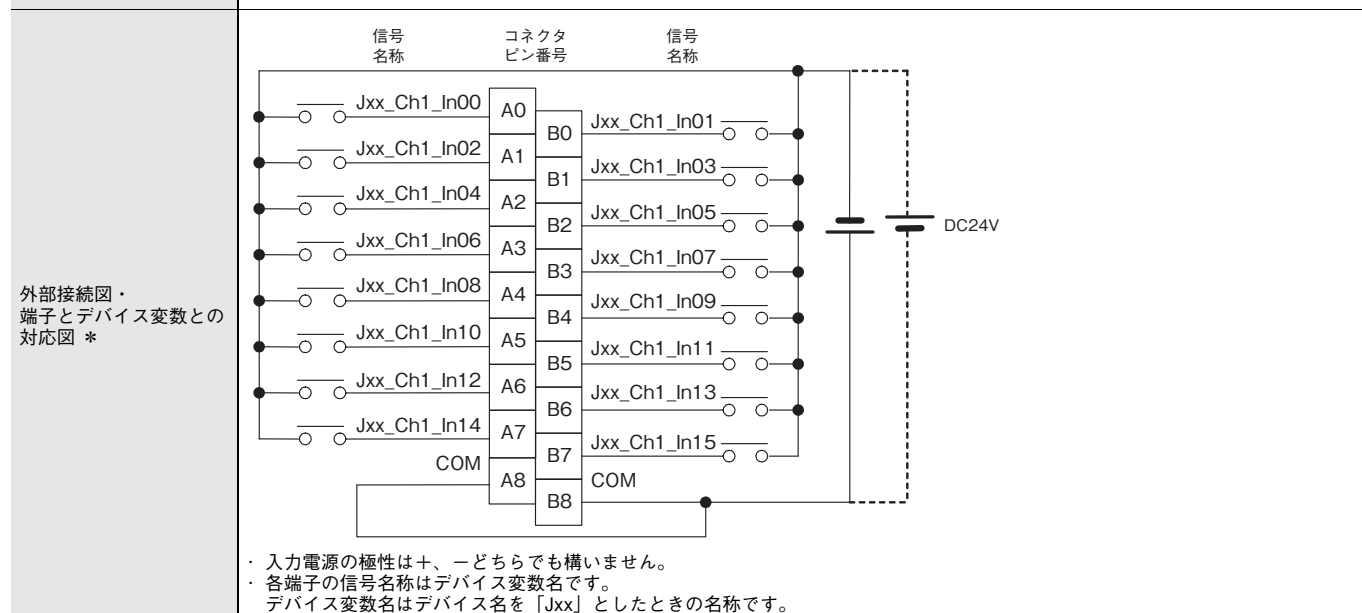 外部接続図・
端子とデバイス変数との
対応図 *
信号
名称
コネクタ
ピン番号
信号
名称
Jxx_Ch1_In00
A0
B0
Jxx_Ch1_In01
Jxx_Ch1_In02
A1
B1
Jxx_Ch1_In03
Jxx_Ch1_In04
A2
B2
Jxx_Ch1_In05
DC24V
Jxx_Ch1_In06
A3
B3
Jxx_Ch1_In07
Jxx_Ch1_In08
A4
B4
Jxx_Ch1_In09
Jxx_Ch1_In10
A5
B5
Jxx_Ch1_In11
Jxx_Ch1_In12
A6
B6
Jxx_Ch1_In13
Jxx_Ch1_In14
A7
B7
Jxx_Ch1_In15
COM
A8
COM
B8
· 入力電源の極性は+、-どちらでも構いません。
· 各端子の信号名称はデバイス変数名です。
デバイス変数名はデバイス名を「Jxx」としたときの名称です。